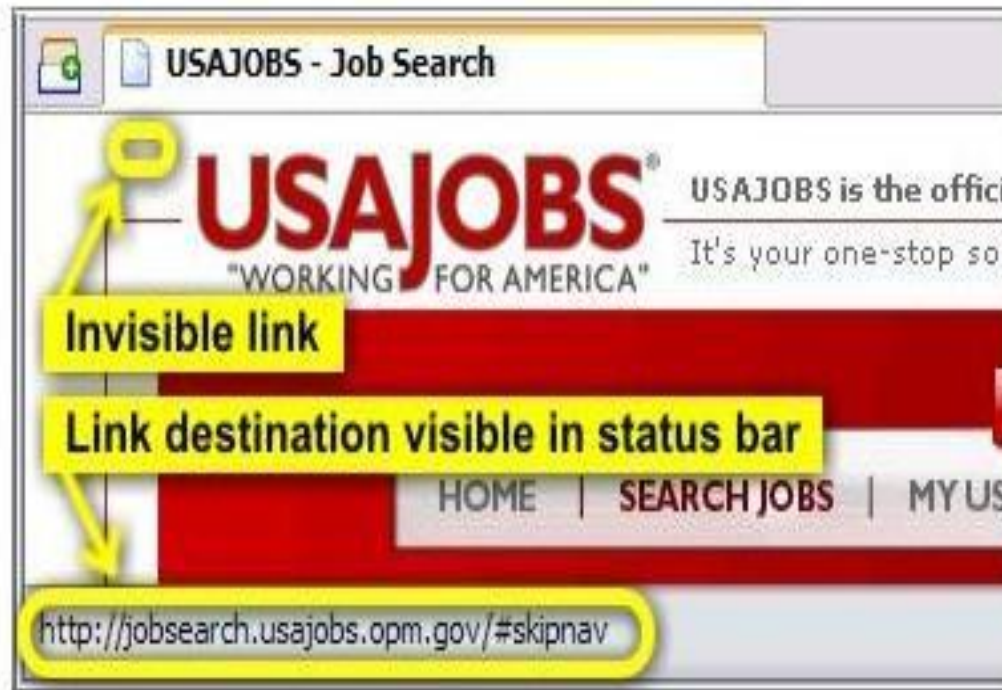 USAJOBS - Job Search
USAJOBS®
"WORKING FOR AMERICA"
USAJOBS is the offici
It's your one-stop so
Invisible link
Link destination visible in status bar
HOME | SEARCH JOBS | MY US
http://jobsearch.usajobs.opm.gov/#skipnav